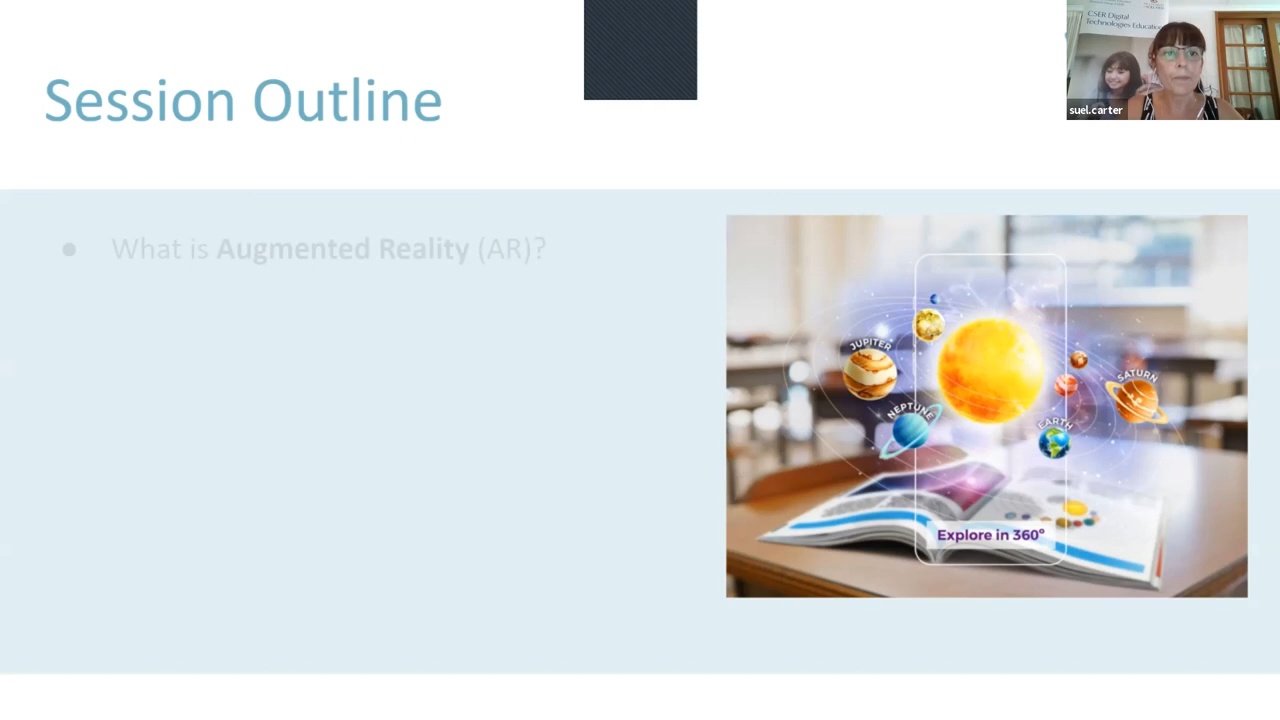 Session Outline
CSER Digital
Technologies Education
suel.carter
● What is Augmented Reality (AR)?
JUPITER
NEPTUNE
SATURN
EARTH
Explore in 360°